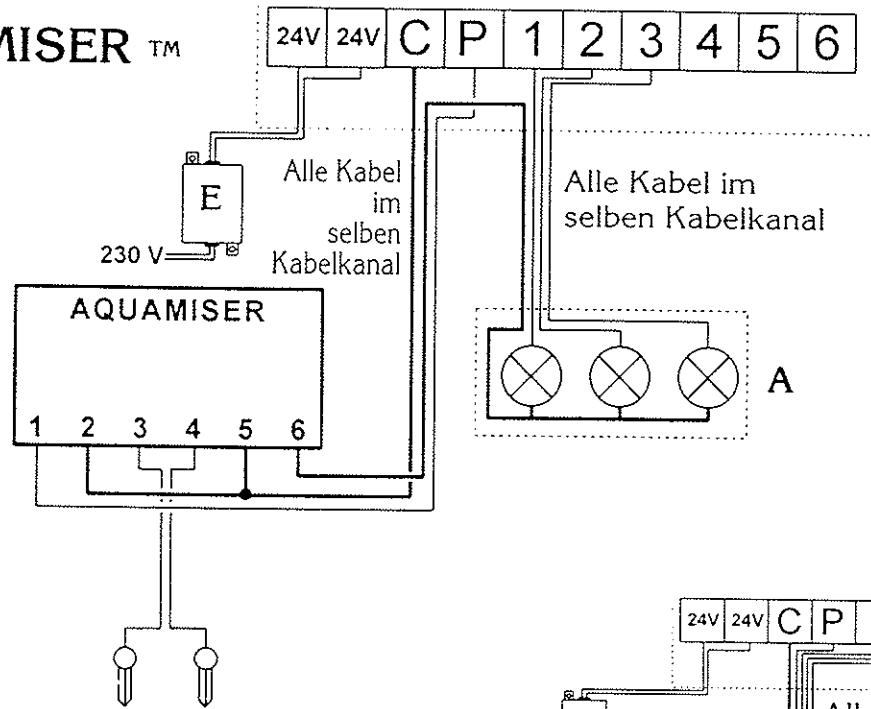 MISER ™
24V 24V C P 1 2 3 4 5 6
Alle Kabel
im
selben
Kabelkanal
Alle Kabel im
selben Kabelkanal
E
230 V
AQUAMISER
1 2 3 4 5 6
A
24V 24V C P